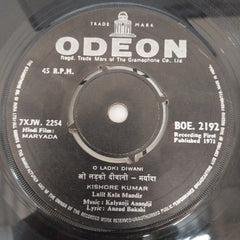 TRADE MARK
ODEON
Regd. Trade Mark of The Gramophone Co. Ltd.
45 R.P.M.
7XJW. 2254
Hindi Film:
MARYADA
BOE. 2192
Recording First
Published 1971
O LADKI DIWANI
ओ लड़की दीवानी - मर्यादा
KISHORE KUMAR
Lalit Kala Mandir
Music : Kalyanji Anandji
Lyric : Anand Bakshi